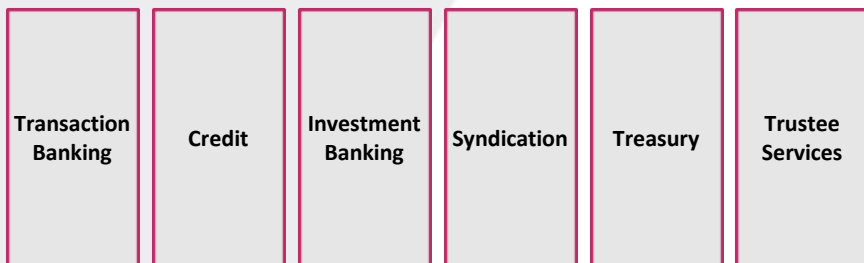 Transaction
Banking
Credit
Investment
Banking
Syndication
Treasury
Trustee
Services